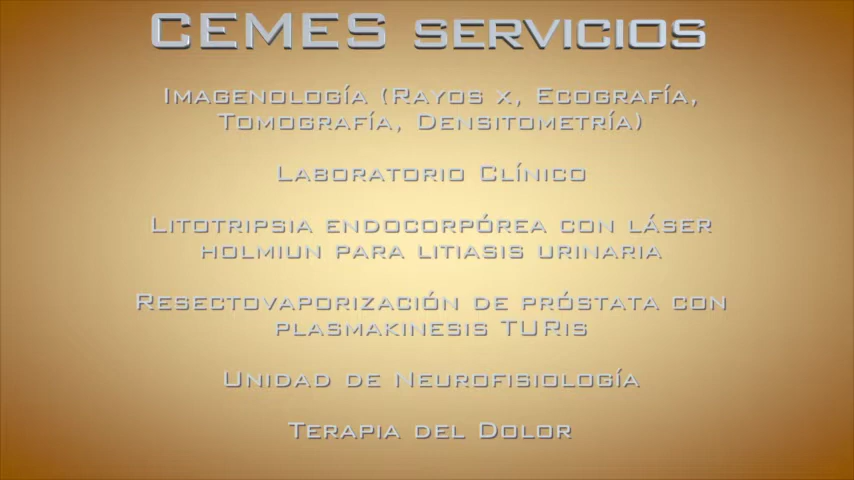 CEMES SERVICIOS
Imagenología (Rayos x, Ecografía,
Tomografía, Densitometría)
Laboratorio Clínico
Litotripsia endocorpórea con láser
holmiun para litiasis urinaria
Resectovaporización de próstata con
plasmakinesis TURis
Unidad de Neurofisiología
Terapia del Dolor